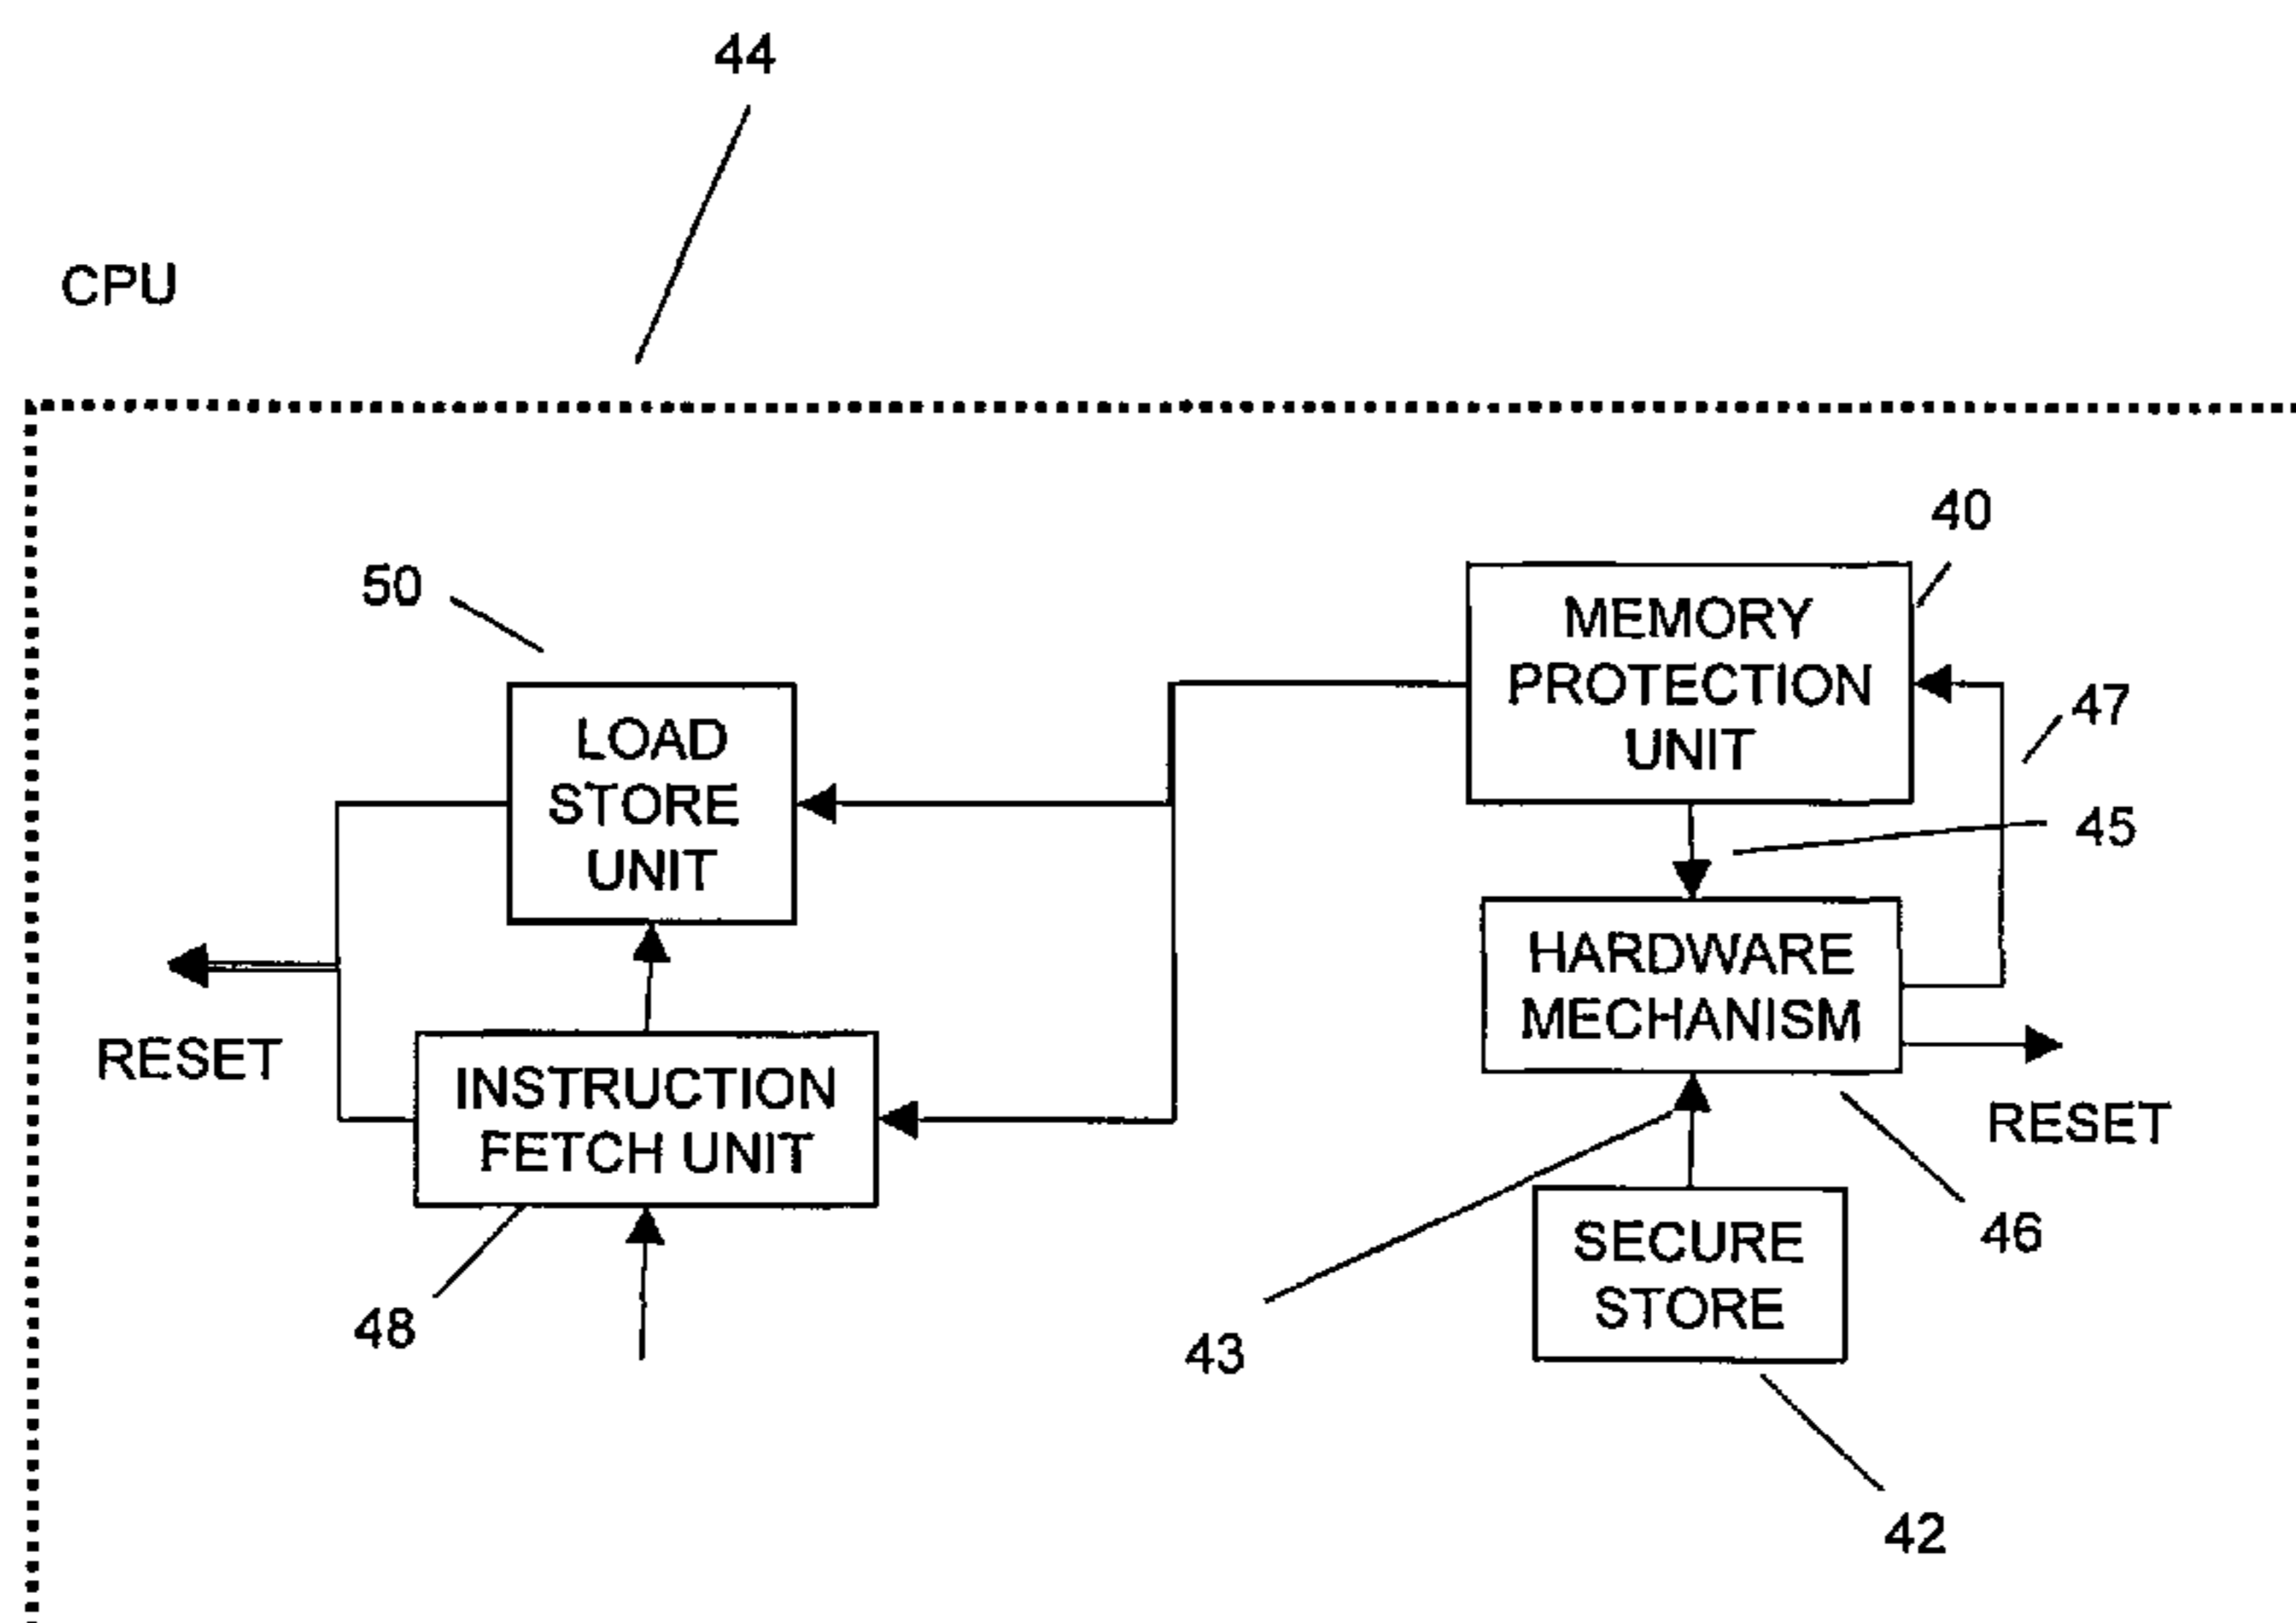 44
CPU
40
50
MEMORY
PROTECTION
UNIT
47
LOAD
STORE
UNIT
45
HARDWARE
MECHANISM
RESET
INSTRUCTION
FETCH UNIT
RESET
46
SECURE
STORE
48
43
42